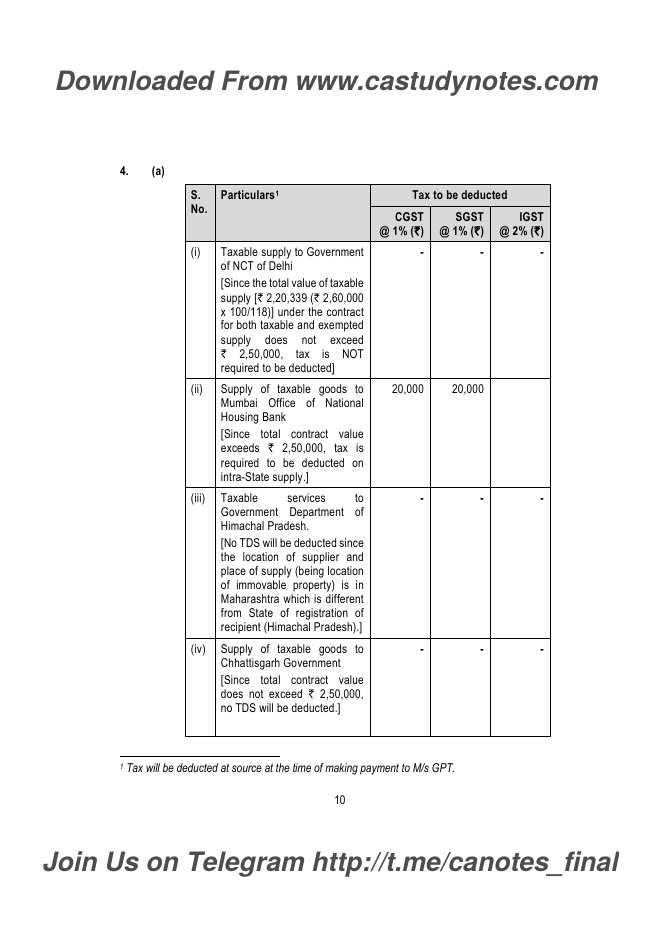 Downloaded From www.castudynotes.com
4. (a)
S. No. Particulars1 Tax to be deducted
CGST @ 1% (₹) SGST @ 1% (₹) IGST @ 2% (₹)
(i) Taxable supply to Government - - -
of NCT of Delhi
[Since the total value of taxable
supply [₹ 2,20,339 (₹ 2,60,000
x 100/118)] under the contract
for both taxable and exempted
supply does not exceed
₹ 2,50,000, tax is NOT
required to be deducted]
(ii) Supply of taxable goods to 20,000 20,000
Mumbai Office of National
Housing Bank
[Since total contract value
exceeds ₹ 2,50,000, tax is
required to be deducted on
intra-State supply.]
(iii) Taxable services to - - -
Government Department of
Himachal Pradesh.
[No TDS will be deducted since
the location of supplier and
place of supply (being location
of immovable property) is in
Maharashtra which is different
from State of registration of
recipient (Himachal Pradesh).]
(iv) Supply of taxable goods to - - -
Chhattisgarh Government
[Since total contract value
does not exceed ₹ 2,50,000,
no TDS will be deducted.]
1 Tax will be deducted at source at the time of making payment to M/s GPT.
10
Join Us on Telegram http://t.me/canotes_final